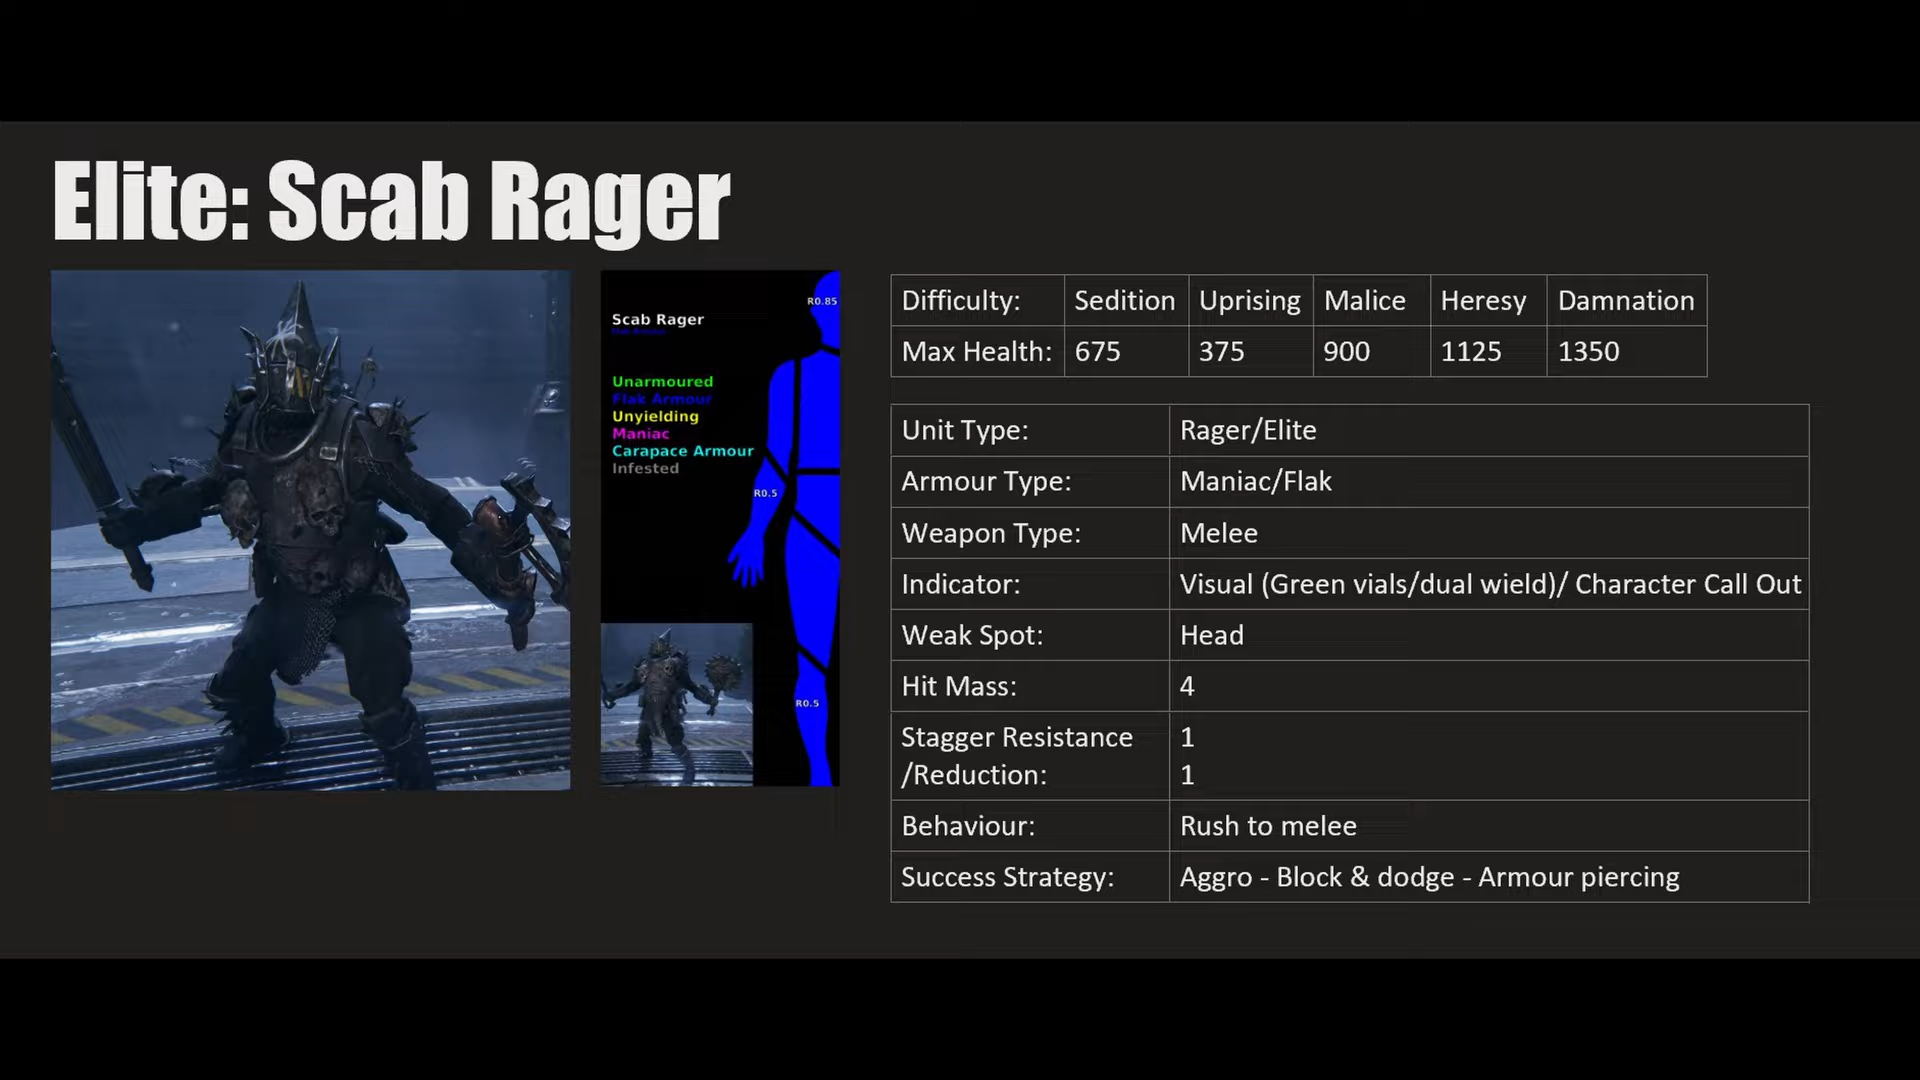 Elite: Scab Rager
R0.85
Scab Rager
Unarmoured
Flak Armour
Unyielding
Maniac
Carapace Armour
Infested
R0.5
R0.5
Difficulty: Sedition Uprising Malice Heresy Damnation
Max Health: 675 375 900 1125 1350
Unit Type: Rager/Elite
Armour Type: Maniac/Flak
Weapon Type: Melee
Indicator: Visual (Green vials/dual wield)/ Character Call Out
Weak Spot: Head
Hit Mass: 4
Stagger Resistance 1
/Reduction: 1
Behaviour: Rush to melee
Success Strategy: Aggro - Block & dodge - Armour piercing